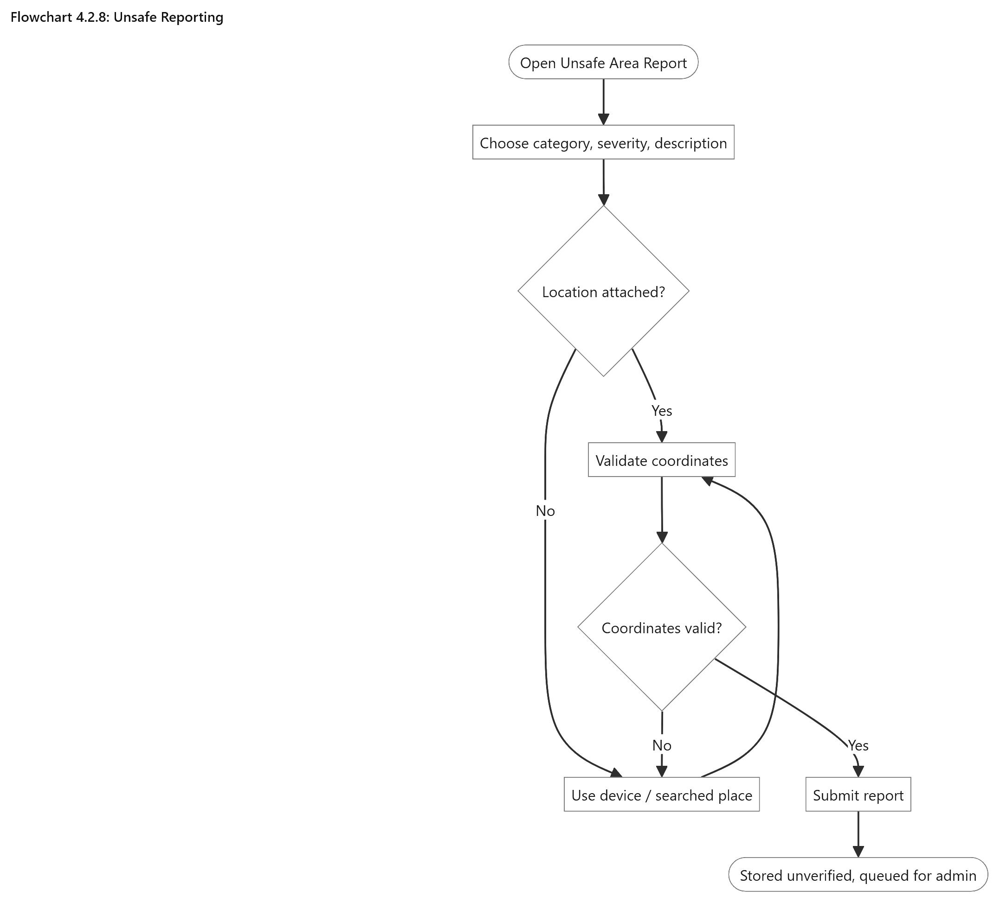 Flowchart 4.2.8: Unsafe Reporting
Open Unsafe Area Report
Choose category, severity, description
Location attached?
Yes
Validate coordinates
No
Coordinates valid?
No
Yes
Use device / searched place
Submit report
Stored unverified, queued for admin